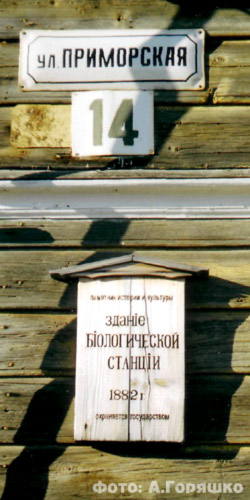 ул. ПРИМОРСКАЯ
14
памятник истории и культуры
зданіе
БІОЛОГИЧЕСКОЙ
СТАНЦІИ
1882 г.
охраняется государством
Фото: А.Горяшко